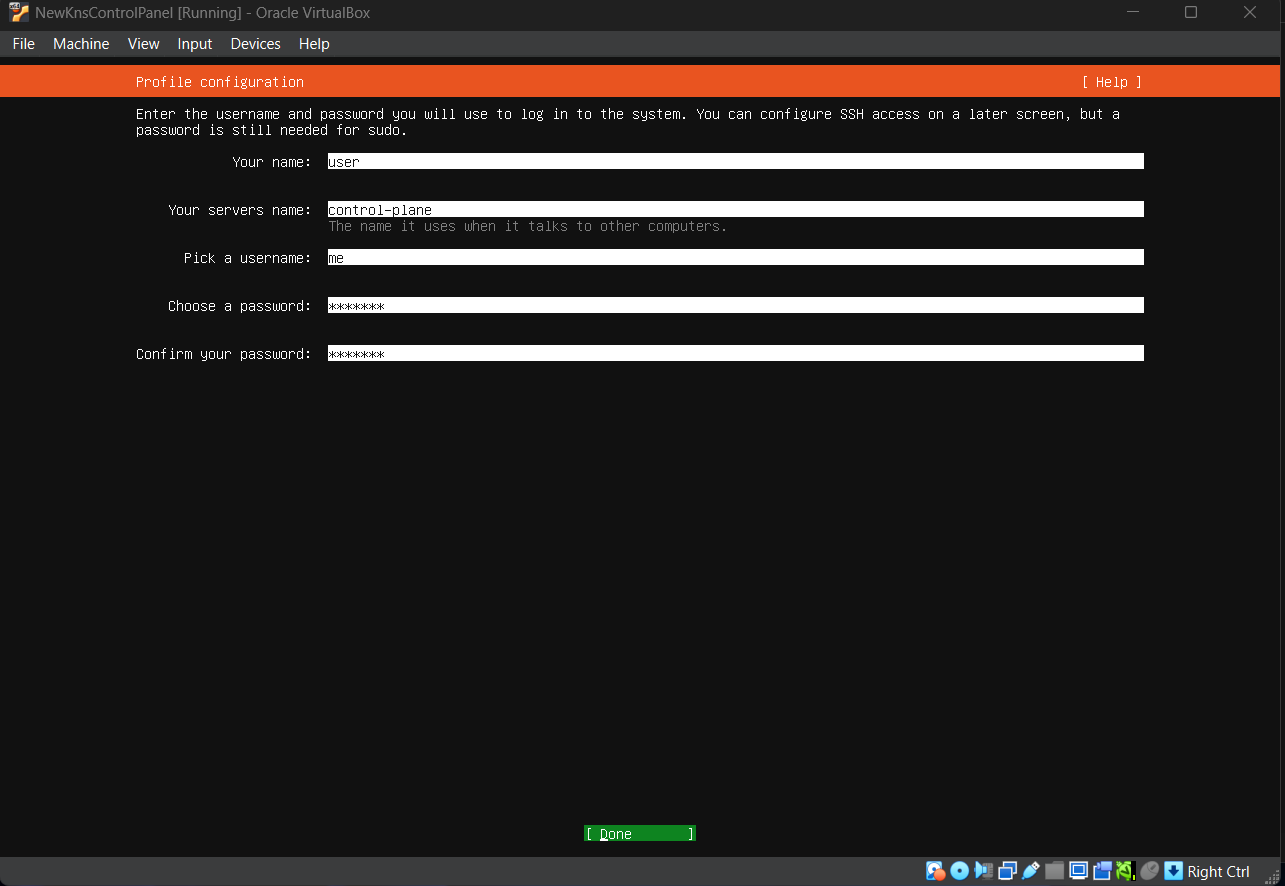 NewKnsControlPanel [Running] - Oracle VirtualBox
File Machine View Input Devices Help
Profile configuration [ Help ]
Enter the username and password you will use to log in to the system. You can configure SSH access on a later screen, but a
password is still needed for sudo.
Your name: user
Your servers name: control-plane
The name it uses when it talks to other computers.
Pick a username: me
Choose a password: *******
Confirm your password: *******
[ Done ]
Right Ctrl